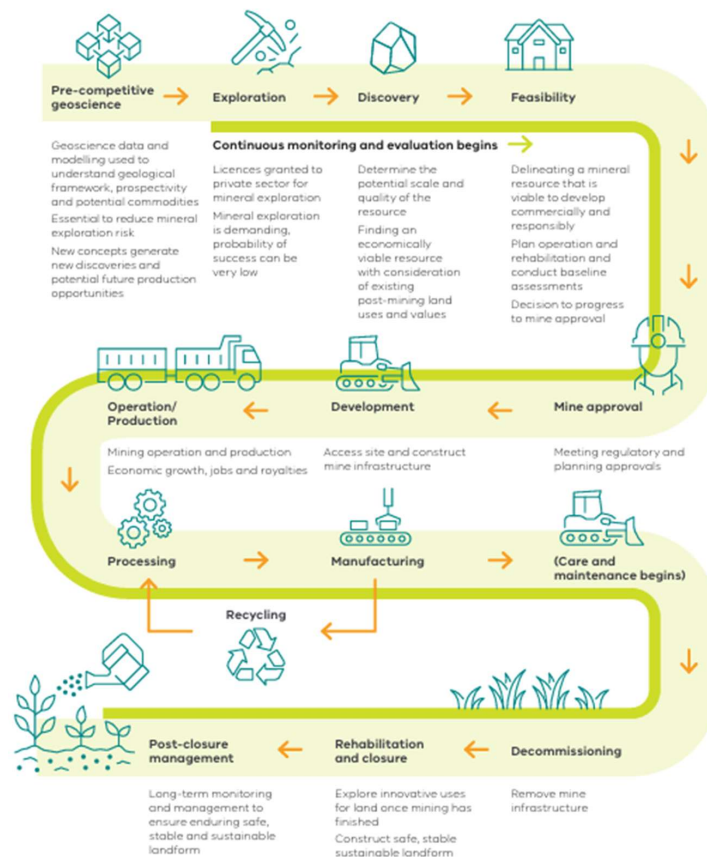 Pre-competitive
geoscience
Exploration
Discovery
Feasibility
Geoscience data and
modelling used to
understand geological
framework, prospectivity
and potential commodities
Essential to reduce mineral
exploration risk
New concepts generate
new discoveries and
potential future production
opportunities
Continuous monitoring and evaluation begins
Licences granted to
private sector for
mineral exploration
Mineral exploration
is demanding,
probability of
success can be
very low
Determine the
potential scale and
quality of the
resource
Finding an
economically
viable resource
with consideration
of existing
post-mining land
uses and values
Delineating a mineral
resource that is
viable to develop
commercially and
responsibly
Plan operation and
rehabilitation and
conduct baseline
assessments
Decision to progress
to mine approval
Operation/
Production
Development
Mine approval
Mining operation and production
Economic growth, jobs and royalties
Access site and construct
mine infrastructure
Meeting regulatory and
planning approvals
Processing
Manufacturing
(Care and
maintenance begins)
Recycling
Post-closure
management
Rehabilitation
and closure
Decommissioning
Long-term monitoring
and management to
ensure enduring safe,
stable and sustainable
landform
Explore innovative uses
for land once mining has
finished
Construct safe, stable
sustainable landform
Remove mine
infrastructure